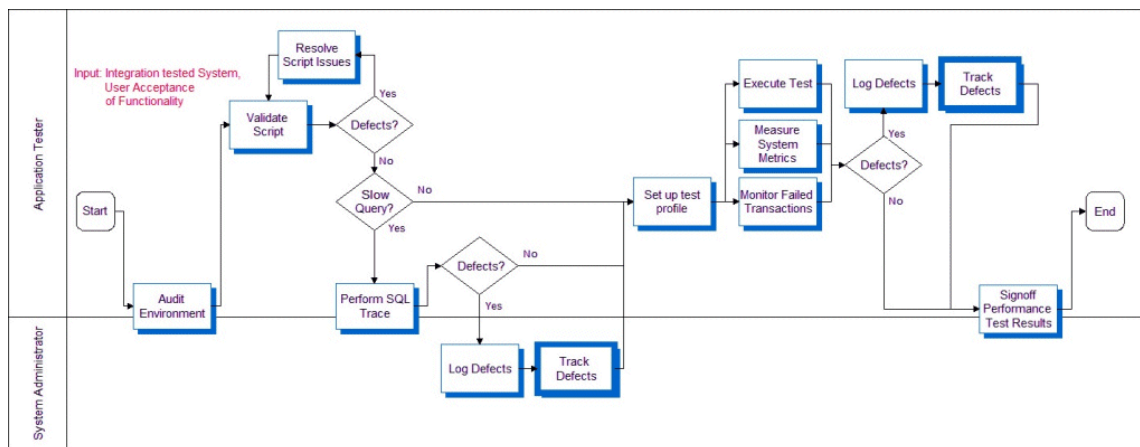 Application Tester
System Administrator
Input: Integration tested System,
User Acceptance
of Functionality
Start
Audit
Environment
Validate
Script
Resolve
Script Issues
Defects?
Yes
No
Slow
Query?
No
Yes
Perform SQL
Trace
Defects?
No
Yes
Log Defects
Track
Defects
Set up test
profile
Execute Test
Measure
System
Metrics
Monitor Failed
Transactions
Defects?
Yes
No
Log Defects
Track
Defects
Signoff
Performance
Test Results
End